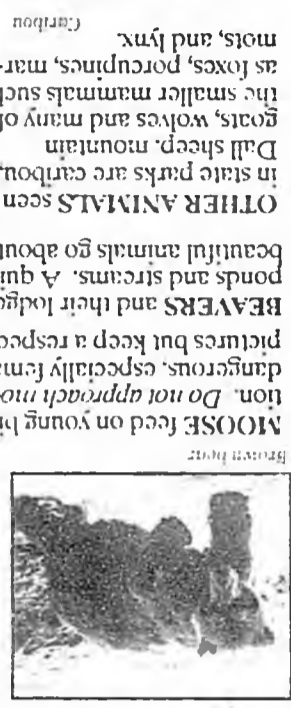 Brown bear
MOOSE feed on young bi
tion. Do not approach mo
dangerous, especially fema
pictures but keep a respec
BEAVERS and their lodge
ponds and streams. A qui
beautiful animals go about
OTHER ANIMALS seen
in state parks are caribou,
Dall sheep, mountain
goats, wolves and many of
the smaller mammals such
as foxes, porcupines, mar-
mots, and lynx.
Caribou